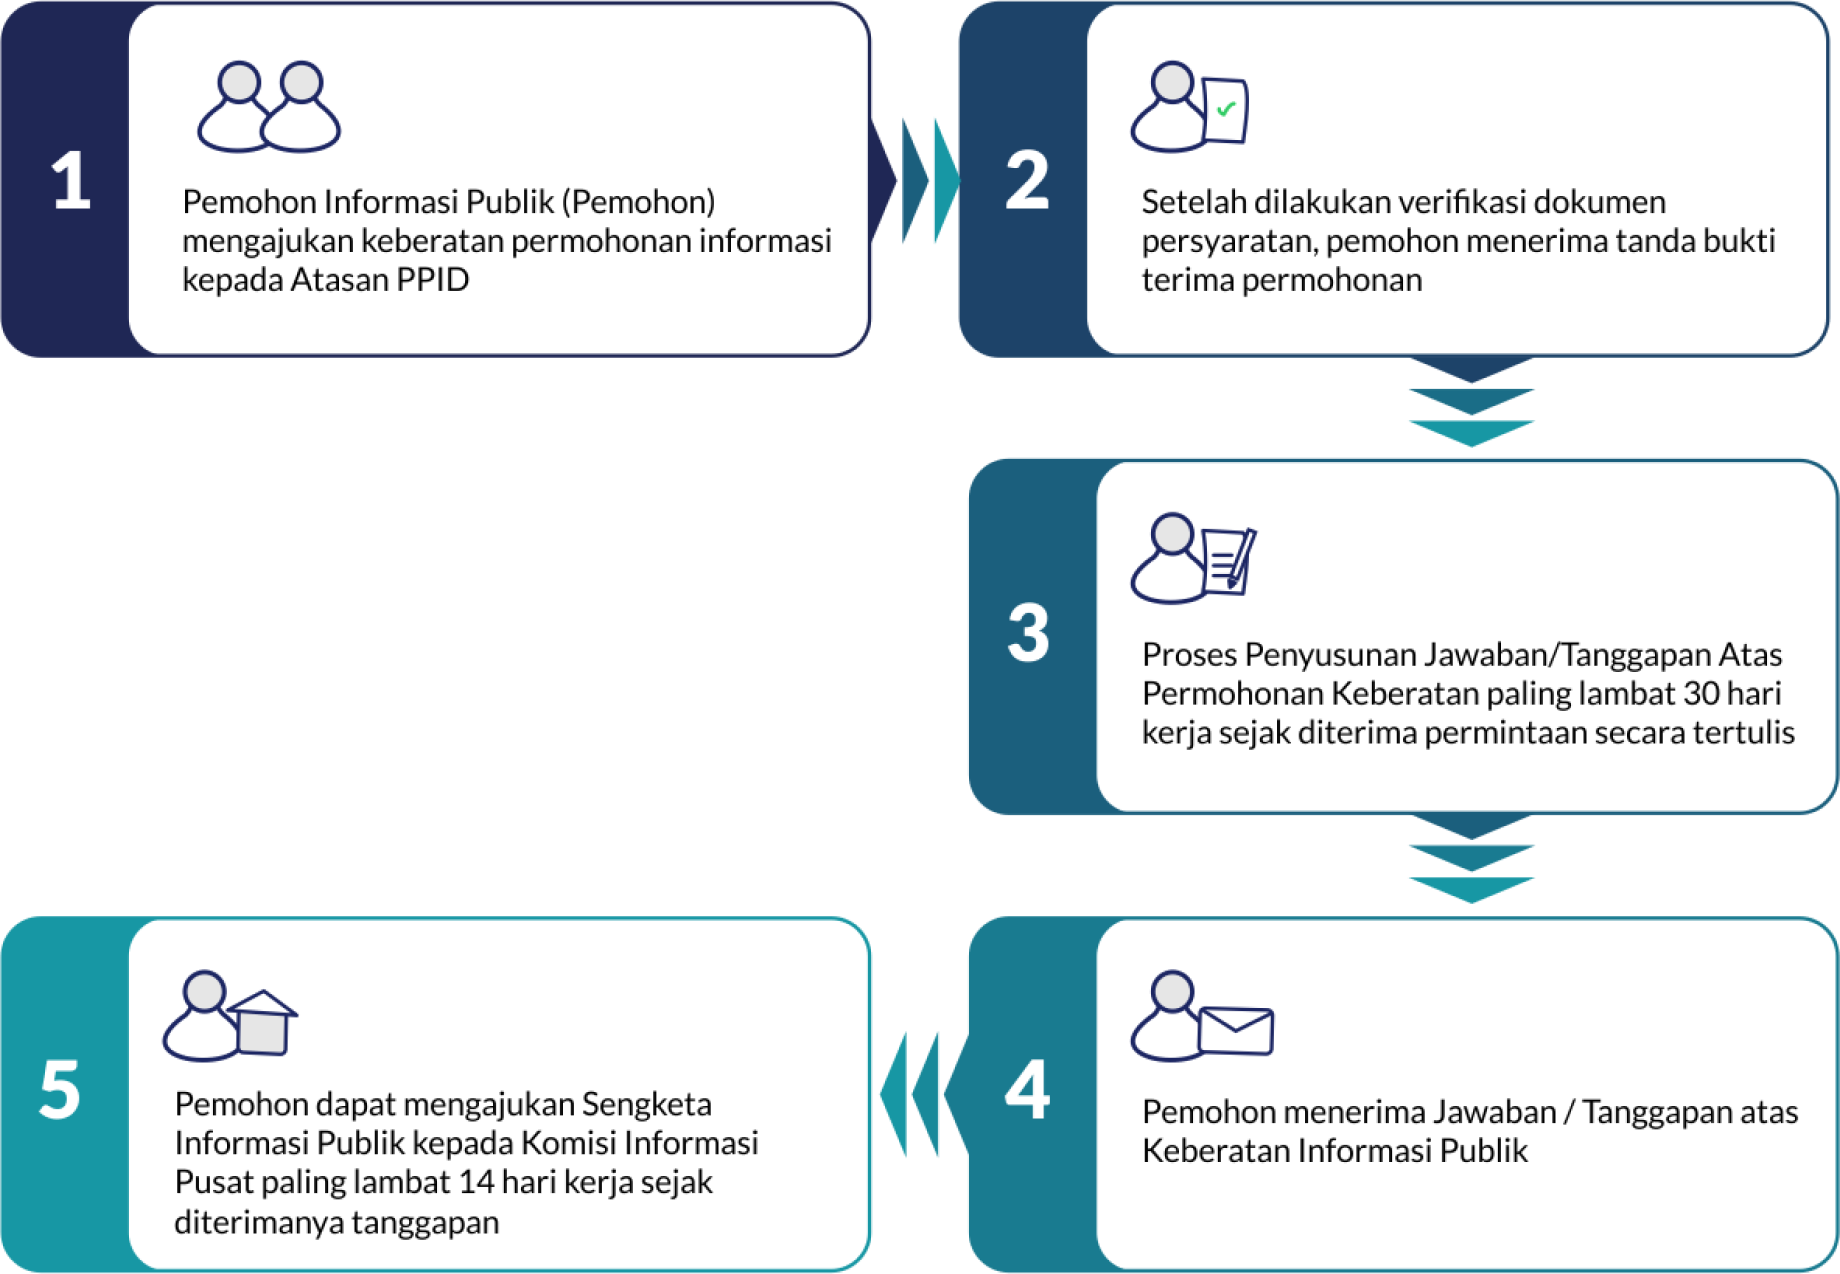 1
Pemohon Informasi Publik (Pemohon)
mengajukan keberatan permohonan informasi
kepada Atasan PPID
2
Setelah dilakukan verifikasi dokumen
persyaratan, pemohon menerima tanda bukti
terima permohonan
3
Proses Penyusunan Jawaban/Tanggapan Atas
Permohonan Keberatan paling lambat 30 hari
kerja sejak diterima permintaan secara tertulis
4
Pemohon menerima Jawaban / Tanggapan atas
Keberatan Informasi Publik
5
Pemohon dapat mengajukan Sengketa
Informasi Publik kepada Komisi Informasi
Pusat paling lambat 14 hari kerja sejak
diterimanya tanggapan